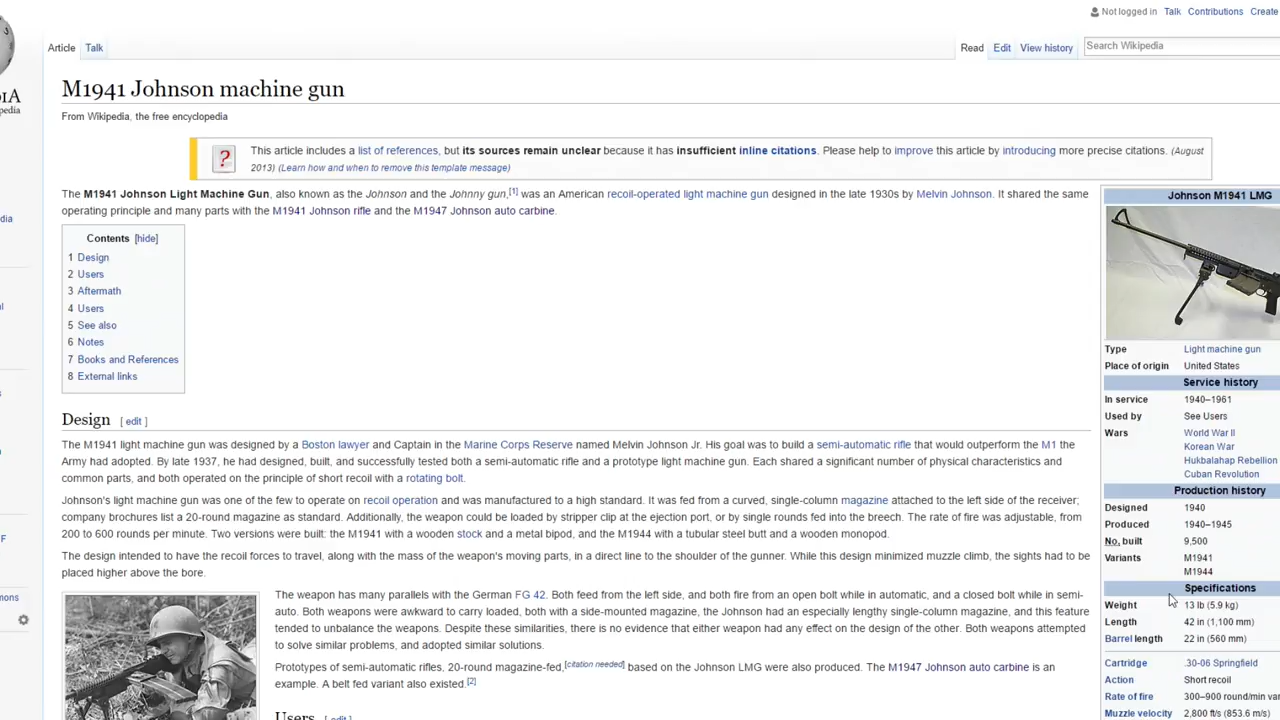 Not logged in Talk Contributions Create
Article Talk Read Edit View history Search Wikipedia
M1941 Johnson machine gun
From Wikipedia, the free encyclopedia
This article includes a list of references, but its sources remain unclear because it has insufficient inline citations. Please help to improve this article by introducing more precise citations. (August
2013) (Learn how and when to remove this template message)
The M1941 Johnson Light Machine Gun, also known as the Johnson and the Johnny gun,[1] was an American recoil-operated light machine gun designed in the late 1930s by Melvin Johnson. It shared the same
operating principle and many parts with the M1941 Johnson rifle and the M1947 Johnson auto carbine.
Contents [hide]
1 Design
2 Users
3 Aftermath
4 Users
5 See also
6 Notes
7 Books and References
8 External links
Design [ edit ]
The M1941 light machine gun was designed by a Boston lawyer and Captain in the Marine Corps Reserve named Melvin Johnson Jr. His goal was to build a semi-automatic rifle that would outperform the M1 the
Army had adopted. By late 1937, he had designed, built, and successfully tested both a semi-automatic rifle and a prototype light machine gun. Each shared a significant number of physical characteristics and
common parts, and both operated on the principle of short recoil with a rotating bolt.
Johnson's light machine gun was one of the few to operate on recoil operation and was manufactured to a high standard. It was fed from a curved, single-column magazine attached to the left side of the receiver;
company brochures list a 20-round magazine as standard. Additionally, the weapon could be loaded by stripper clip at the ejection port, or by single rounds fed into the breech. The rate of fire was adjustable, from
200 to 600 rounds per minute. Two versions were built: the M1941 with a wooden stock and a metal bipod, and the M1944 with a tubular steel butt and a wooden monopod.
The design intended to have the recoil forces to travel, along with the mass of the weapon's moving parts, in a direct line to the shoulder of the gunner. While this design minimized muzzle climb, the sights had to be
placed higher above the bore.
The weapon has many parallels with the German FG 42. Both feed from the left side, and both fire from an open bolt while in automatic, and a closed bolt while in semi-
auto. Both weapons were awkward to carry loaded, both with a side-mounted magazine, the Johnson had an especially lengthy single-column magazine, and this feature
tended to unbalance the weapons. Despite these similarities, there is no evidence that either weapon had any effect on the design of the other. Both weapons attempted
to solve similar problems, and adopted similar solutions.
Prototypes of semi-automatic rifles, 20-round magazine-fed,[citation needed] based on the Johnson LMG were also produced. The M1947 Johnson auto carbine is an
example. A belt fed variant also existed.[2]
Users [ edit ]
Johnson M1941 LMG
Type Light machine gun
Place of origin United States
Service history
In service 1940–1961
Used by See Users
Wars World War II
Korean War
Hukbalahap Rebellion
Cuban Revolution
Production history
Designed 1940
Produced 1940–1945
No. built 9,500
Variants M1941
M1944
Specifications
Weight 13 lb (5.9 kg)
Length 42 in (1,100 mm)
Barrel length 22 in (560 mm)
Cartridge .30-06 Springfield
Action Short recoil
Rate of fire 300–900 round/min
Muzzle velocity 2,800 ft/s (853.6 m/s)